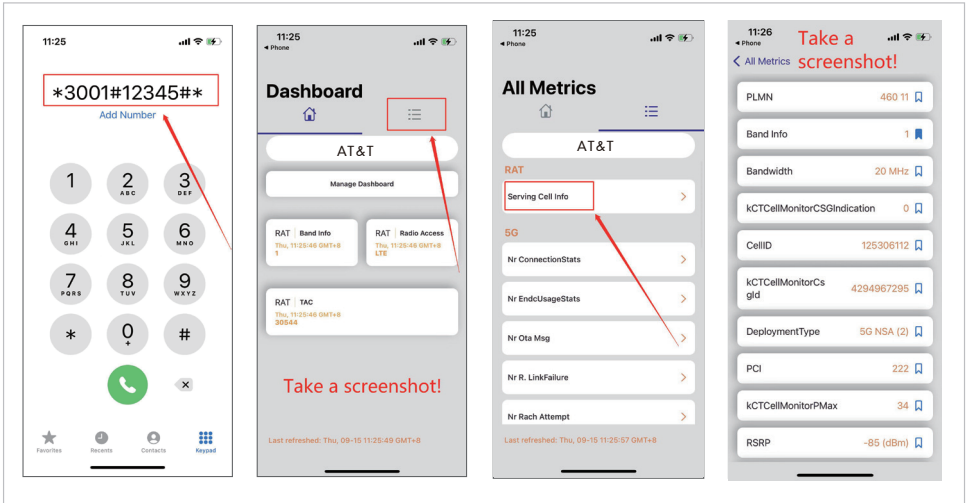 11:25
*3001#12345#*
Add Number
1
2
ABC
3
DEF
4
GHI
5
JKL
6
MNO
7
PQRS
8
TUV
9
WXYZ
*
0
+
#
Favorites
Recents
Contacts
Keypad
11:25
Phone
Dashboard
AT&T
Manage Dashboard
RAT | Band Info
Thu, 11:25:46 GMT+8
1
RAT | Radio Access
Thu, 11:25:46 GMT+8
LTE
RAT | TAC
Thu, 11:25:46 GMT+8
30544
Take a screenshot!
Last refreshed: Thu, 09-15 11:25:49 GMT+8
11:25
Phone
All Metrics
AT&T
RAT
Serving Cell Info
5G
Nr ConnectionStats
Nr EndcUsageStats
Nr Ota Msg
Nr R. LinkFailure
Nr Rach Attempt
Last refreshed: Thu, 09-15 11:25:57 GMT+8
11:26
Phone
Take a
screenshot!
All Metrics
PLMN 460 11
Band Info 1
Bandwidth 20 MHz
kCTCellMonitorCSGIndication 0
CellID 125306112
kCTCellMonitorCs
gId 4294967295
DeploymentType 5G NSA (2)
PCI 222
kCTCellMonitorPMax 34
RSRP -85 (dBm)